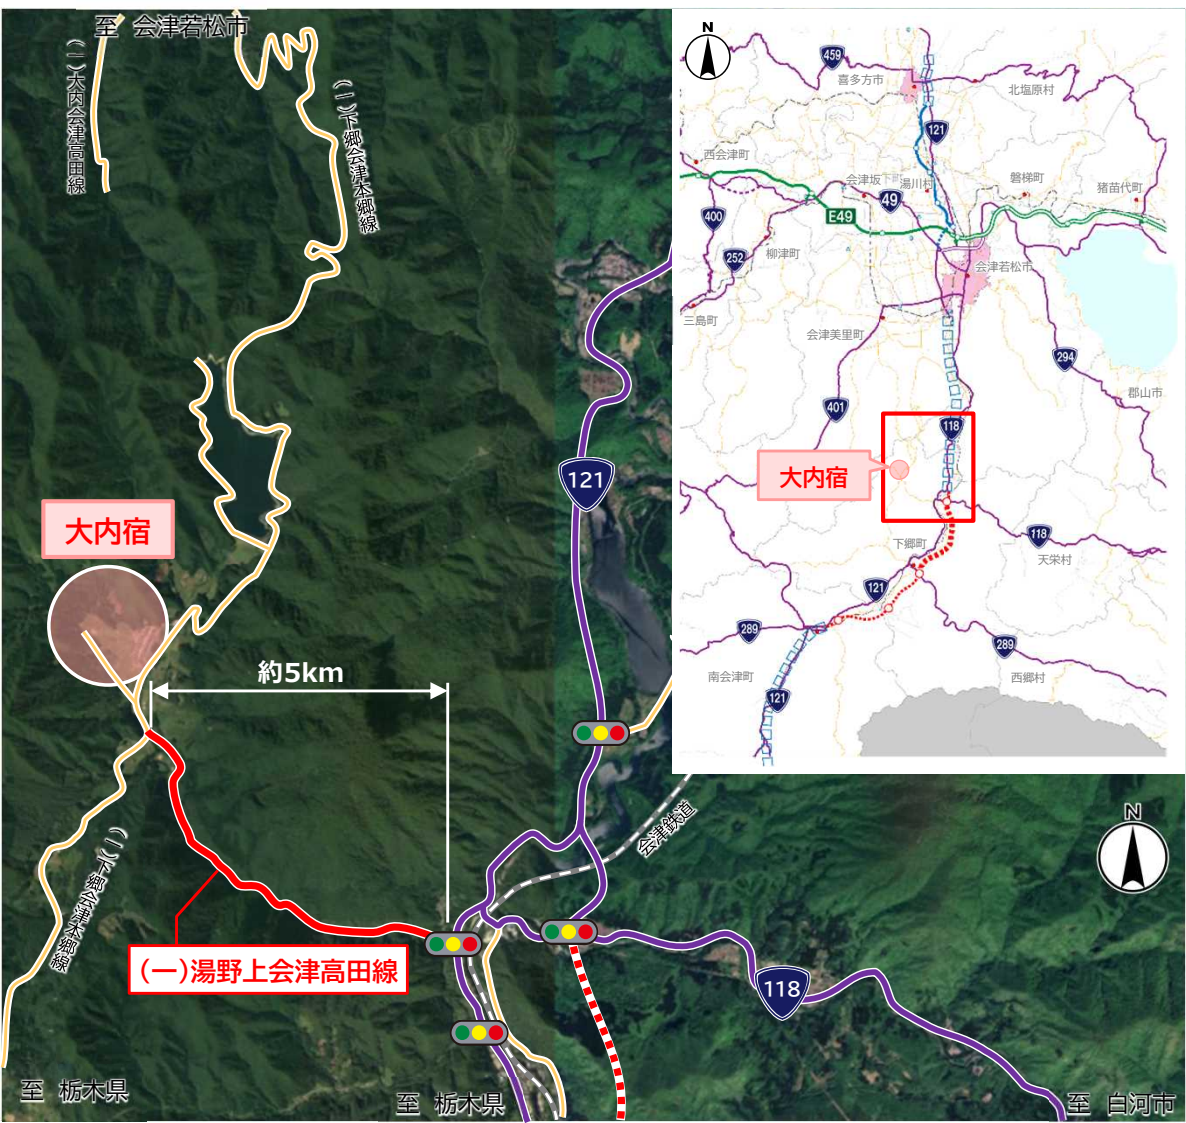 至 会津若松市
(一)大内会津高田線
(一)下郷会津本郷線
大内宿
約5km
121
会津鉄道
(一)下郷会津本郷線
(一)湯野上会津高田線
118
N
至 栃木県
至 栃木県
至 白河市
N
459
喜多方市
北塩原村
121
西会津町
会津坂下町
湯川村
磐梯町
猪苗代町
49
E49
400
252
柳津町
会津若松市
三島町
会津美里町
294
郡山市
401
118
大内宿
118
下郷町
天栄村
121
289
289
南会津町
西郷村
121